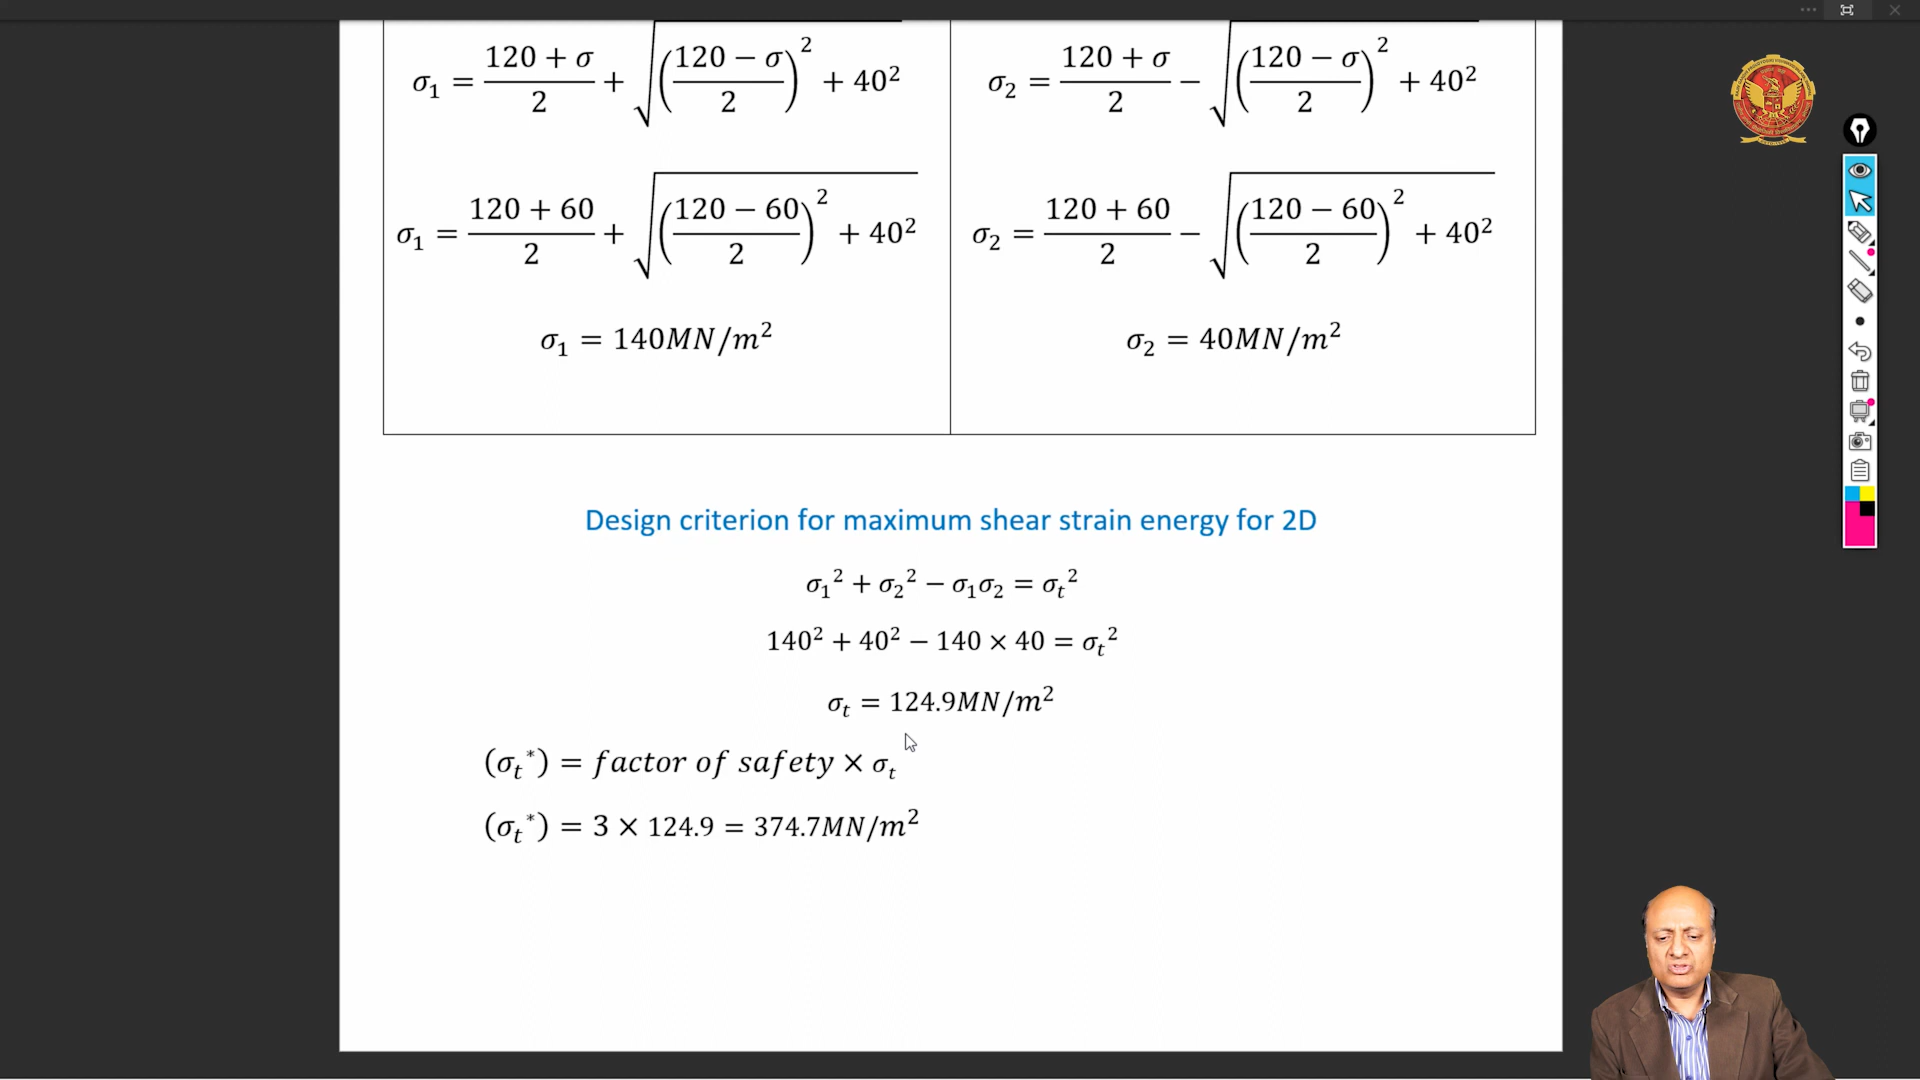 σ₁ = (120 + σ)/2 + √(((120 − σ)/2)² + 40²)
σ₂ = (120 + σ)/2 − √(((120 − σ)/2)² + 40²)
σ₁ = (120 + 60)/2 + √(((120 − 60)/2)² + 40²)
σ₂ = (120 + 60)/2 − √(((120 − 60)/2)² + 40²)
σ₁ = 140MN/m²
σ₂ = 40MN/m²
Design criterion for maximum shear strain energy for 2D
σ₁² + σ₂² − σ₁σ₂ = σₜ²
140² + 40² − 140 × 40 = σₜ²
σₜ = 124.9MN/m²
(σₜ*) = factor of safety × σₜ
(σₜ*) = 3 × 124.9 = 374.7MN/m²